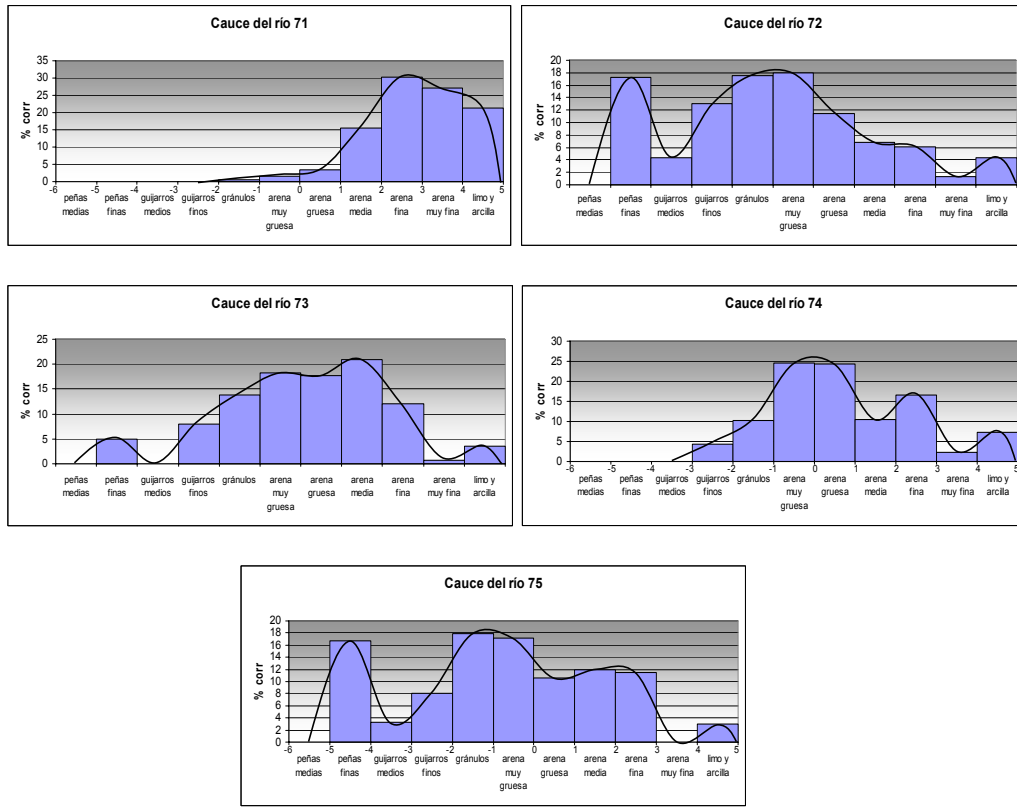 Cauce del río 71
% corr
35
30
25
20
15
10
5
0
-6 -5 -4 -3 -2 -1 0 1 2 3 4 5
peñas peñas guijarros guijarros gránulos arena arena arena arena arena limo y
medias finas medios finos muy gruesa media fina muy fina arcilla
gruesa
Cauce del río 72
% corr
20
18
16
14
12
10
8
6
4
2
0
peñas peñas guijarros guijarros gránulos arena arena arena arena arena limo y
medias finas medios finos muy gruesa media fina muy fina arcilla
gruesa
Cauce del río 73
% corr
25
20
15
10
5
0
peñas peñas guijarros guijarros gránulos arena arena arena arena arena limo y
medias finas medios finos muy gruesa media fina muy fina arcilla
gruesa
Cauce del río 74
% corr
30
25
20
15
10
5
0
-6 -5 -4 -3 -2 -1 0 1 2 3 4 5
peñas peñas guijarros guijarros gránulos arena arena arena arena arena limo y
medias finas medios finos muy gruesa media fina muy fina arcilla
gruesa
Cauce del río 75
% corr
20
18
16
14
12
10
8
6
4
2
0
-6 -5 -4 -3 -2 -1 0 1 2 3 4 5
peñas peñas guijarros guijarros gránulos arena arena arena arena arena limo y
medias finas medios finos muy gruesa media fina muy fina arcilla
gruesa